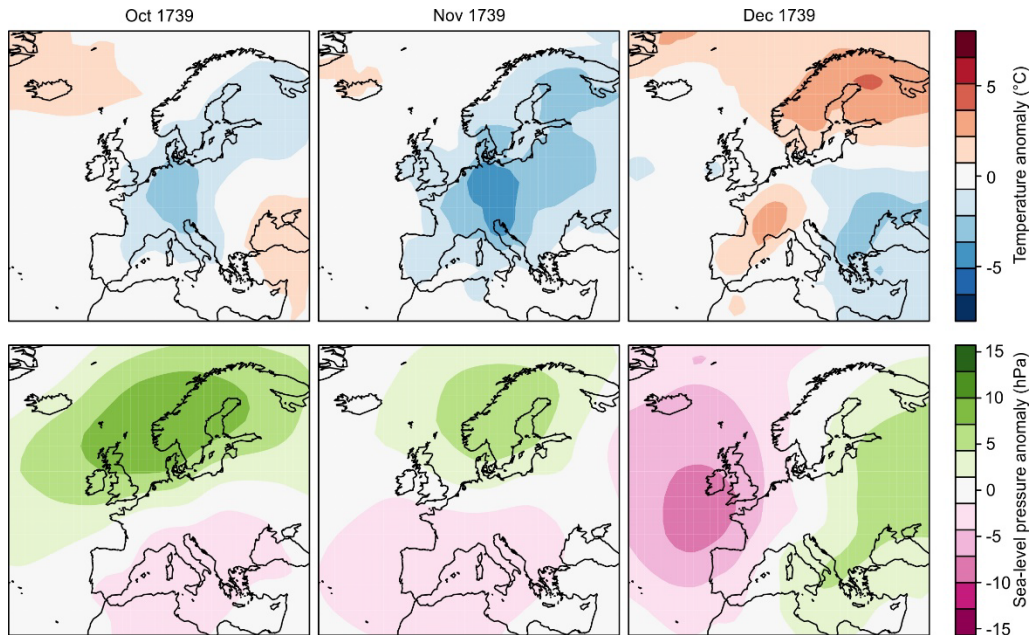 Oct 1739
Nov 1739
Dec 1739
5
0
-5
Temperature anomaly (°C)
15
10
5
0
-5
-10
-15
Sea-level pressure anomaly (hPa)